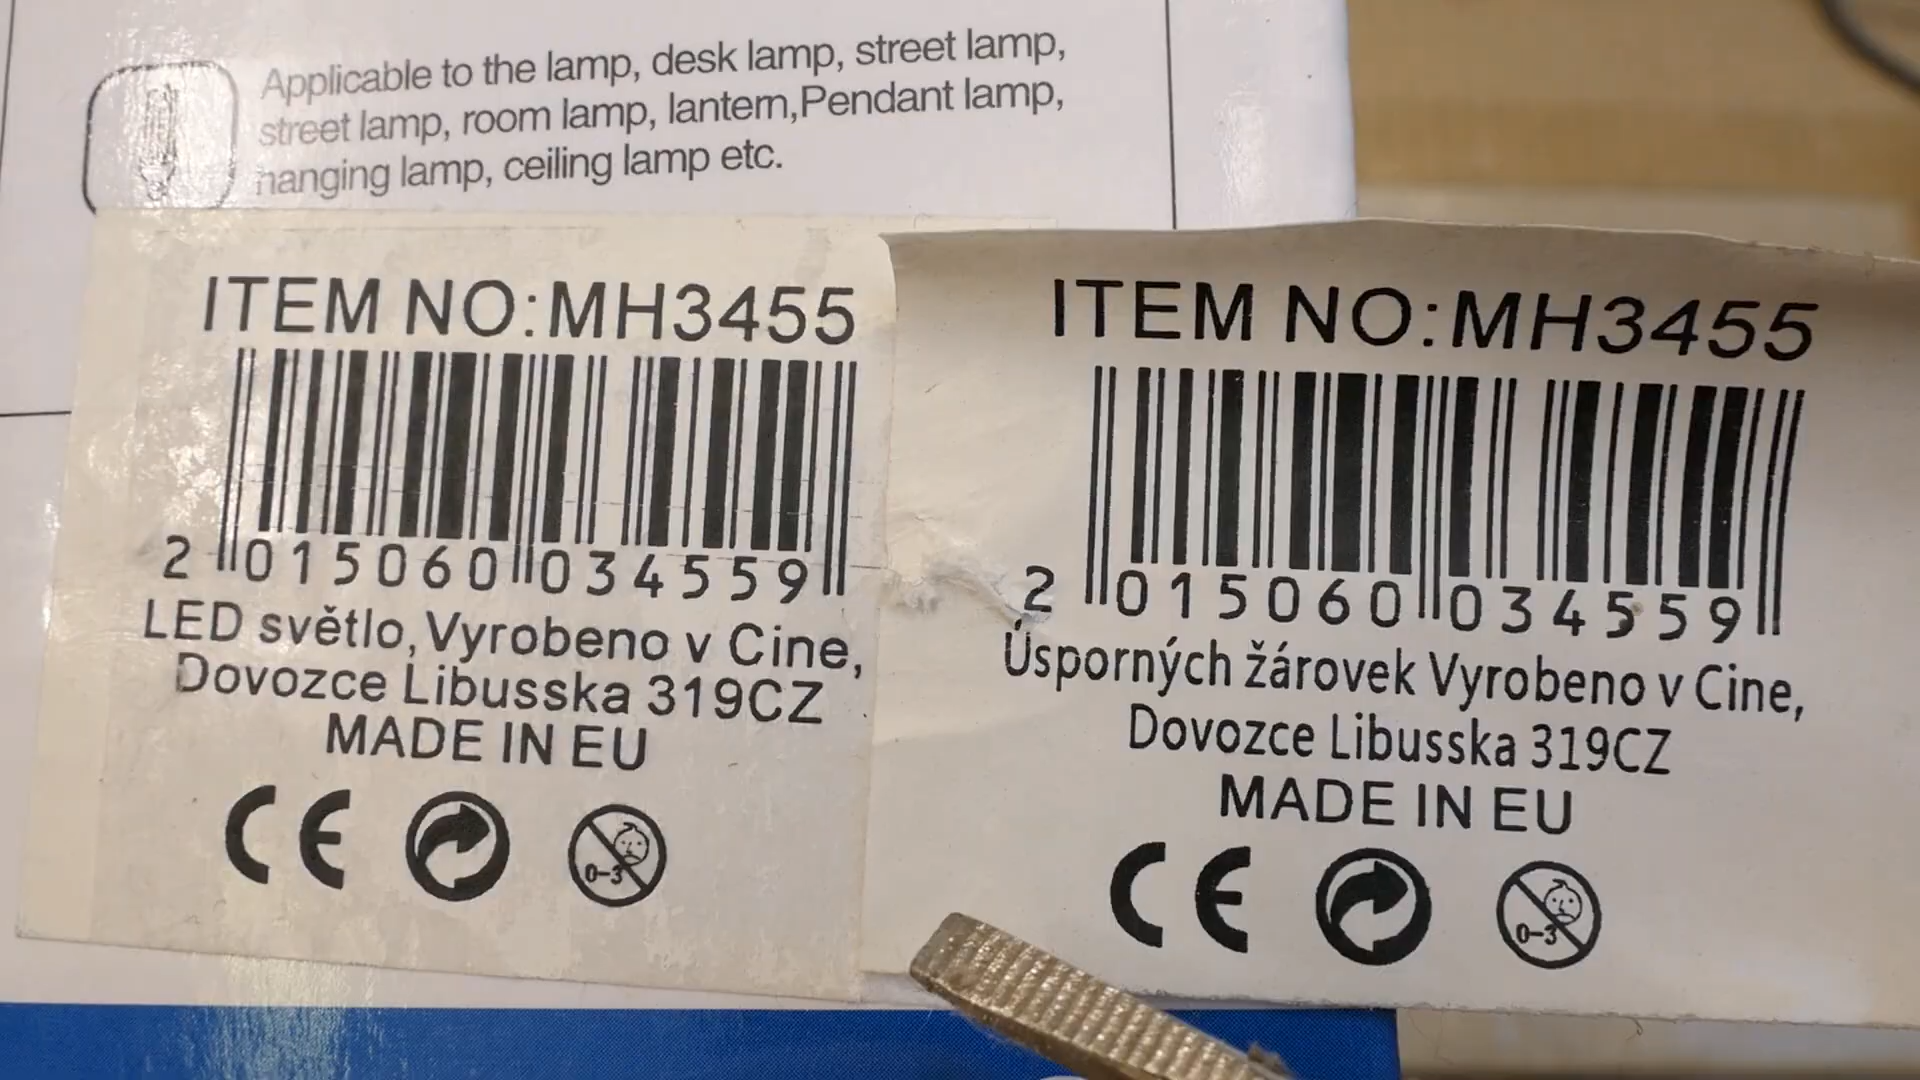 Applicable to the lamp, desk lamp, street lamp,
street lamp, room lamp, lantern,Pendant lamp,
hanging lamp, ceiling lamp etc.
ITEM NO:MH3455
2 015060 034559
LED světlo,Vyrobeno v Cine,
Dovozce Libusska 319CZ
MADE IN EU
CE
0-3
ITEM NO:MH3455
2 015060 034559
Úsporných žárovek Vyrobeno v Cine,
Dovozce Libusska 319CZ
MADE IN EU
CE
0-3